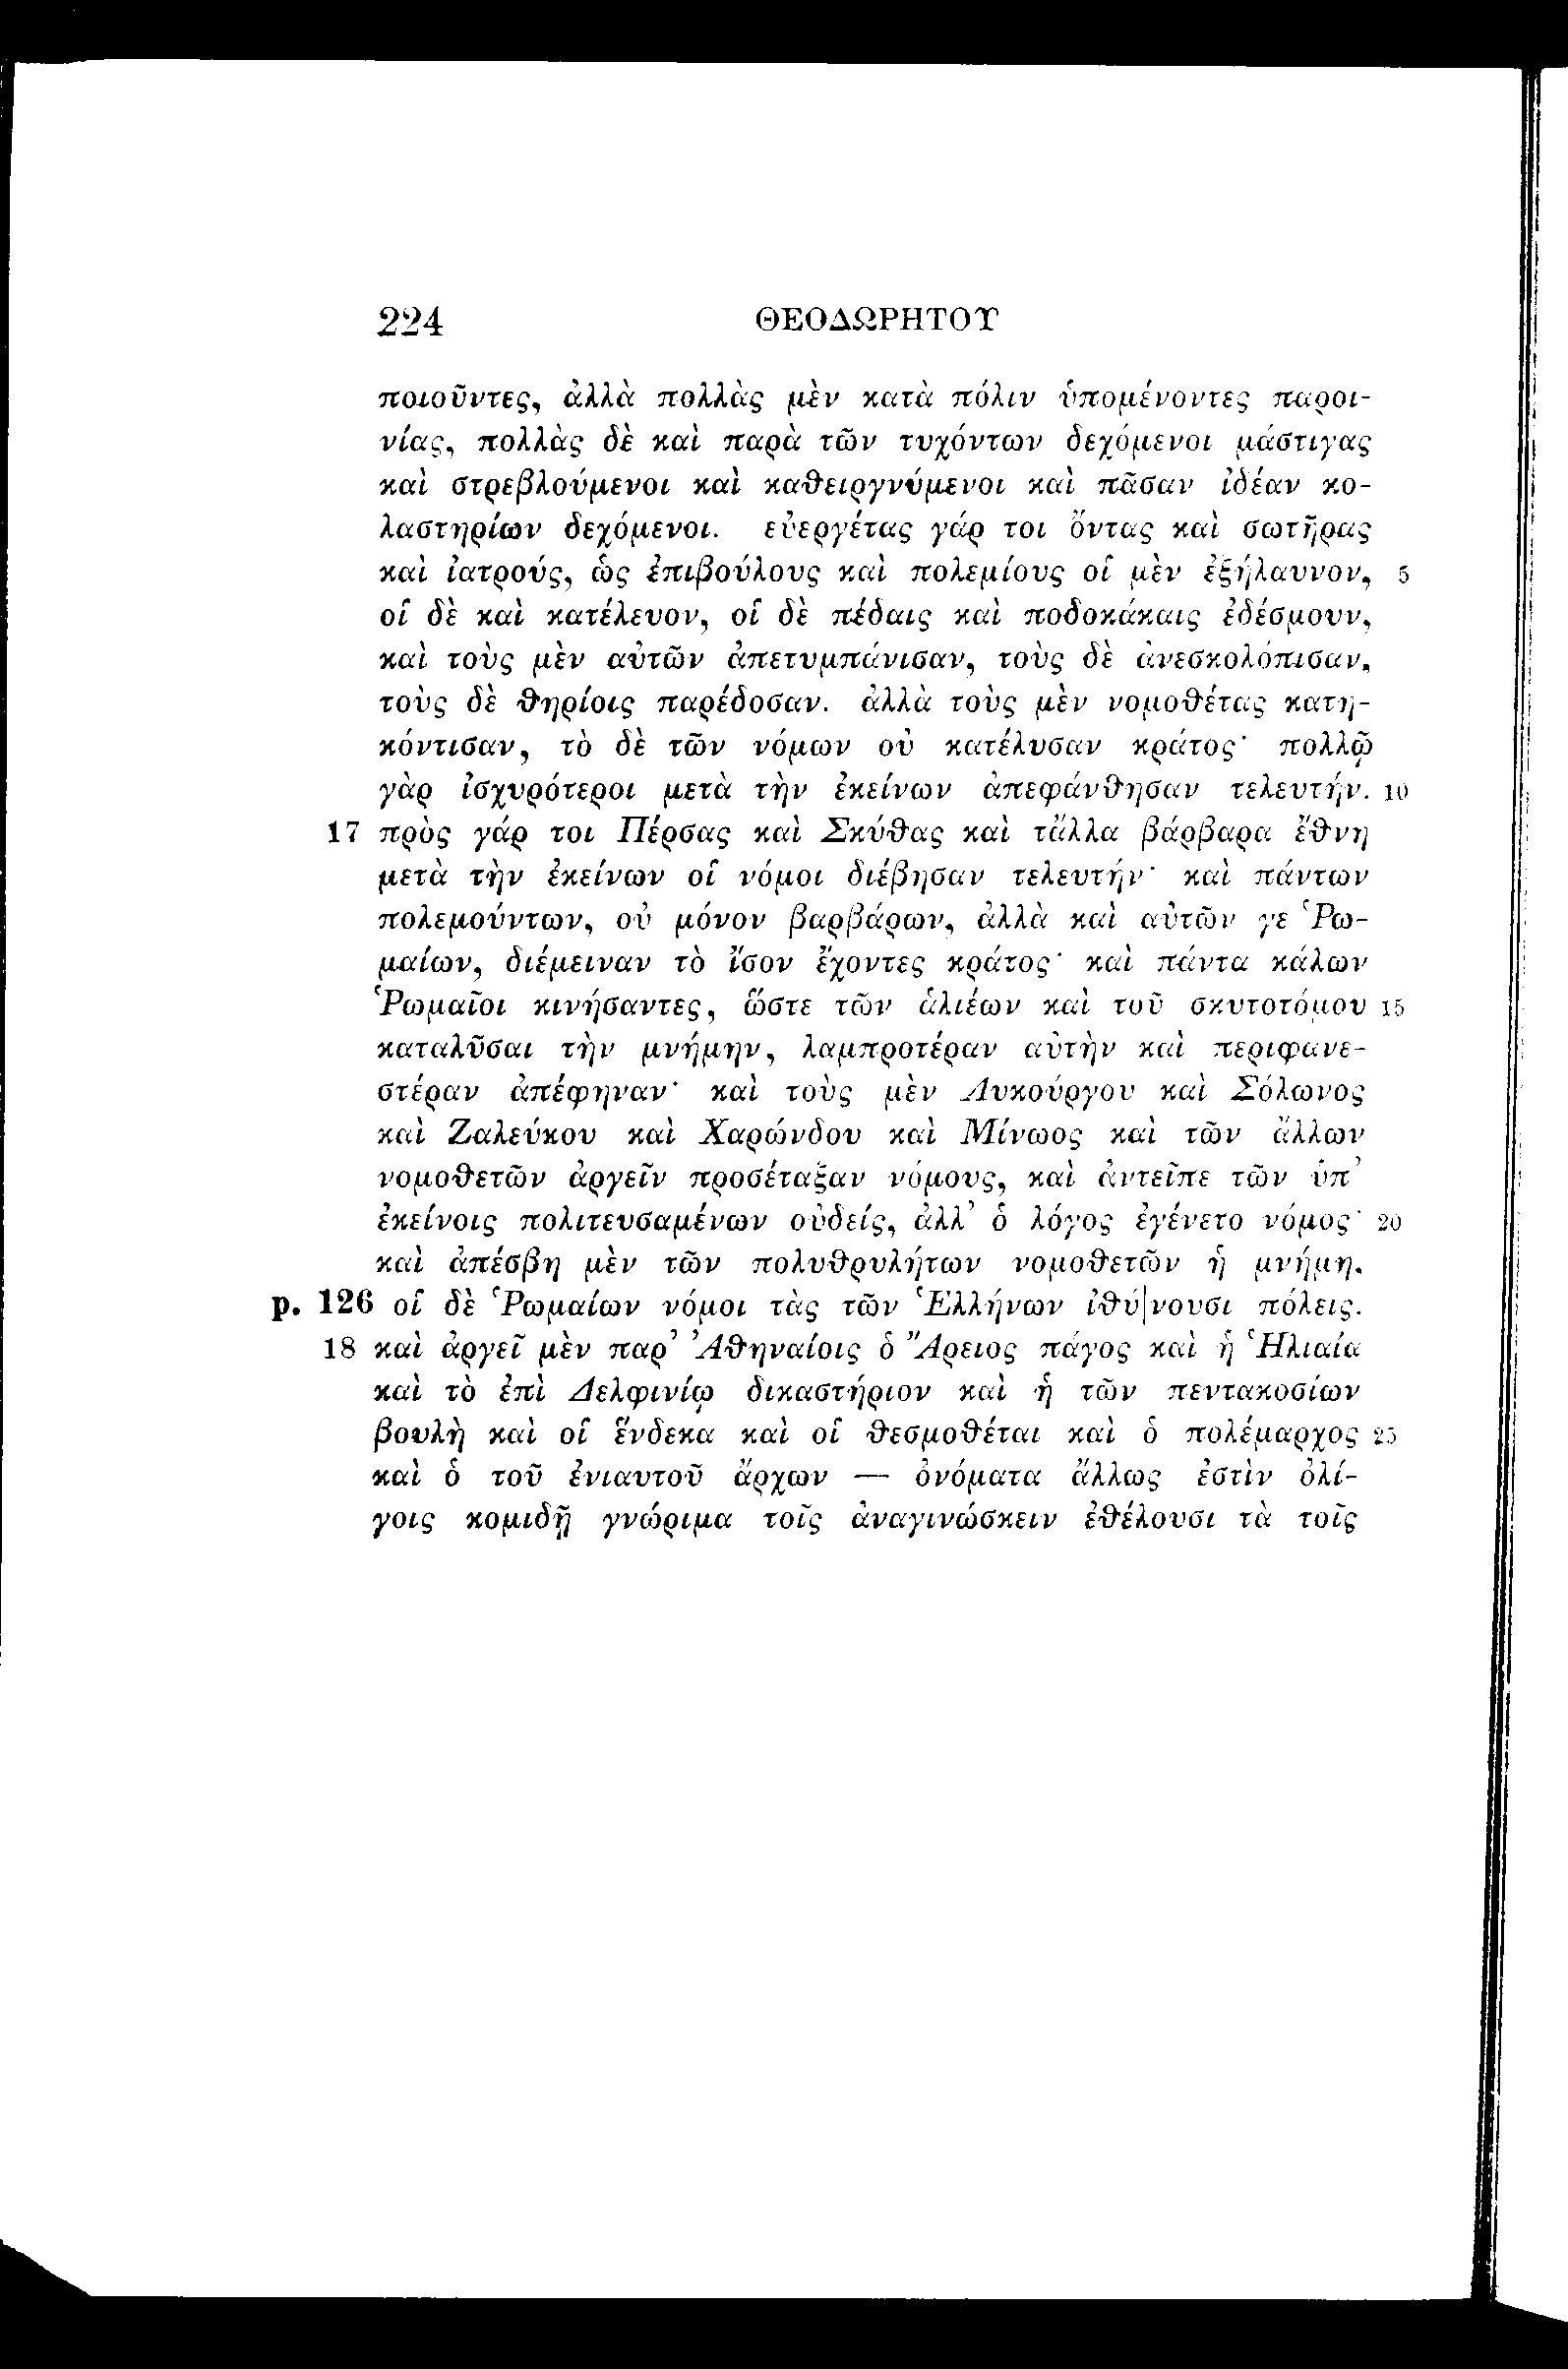 224 ΘΕΟΔΩΡΗΤΟΥ
ποιοῦντες, ἀλλὰ πολλὰς μὲν κατὰ πόλιν ὑπομένοντες παροι-
νίας, πολλὰς δὲ καὶ παρὰ τῶν τυχόντων δεχόμενοι μάστιγας
καὶ στρεβλούμενοι καὶ καθειργνύμενοι καὶ πᾶσαν ἰδέαν κο-
λαστηρίων δεχόμενοι. εὐεργέτας γάρ τοι ὄντας καὶ σωτῆρας
καὶ ἰατρούς, ὡς ἐπιβούλους καὶ πολεμίους οἱ μὲν ἐξήλαυνον, 5
οἱ δὲ καὶ κατέλευον, οἱ δὲ πέδαις καὶ ποδοκάκαις ἐδέσμουν,
καὶ τοὺς μὲν αὐτῶν ἀπετυμπάνισαν, τοὺς δὲ ἀνεσκολόπισαν,
τοὺς δὲ θηρίοις παρέδοσαν. ἀλλὰ τοὺς μὲν νομοθέτας κατη-
κόντισαν, τὸ δὲ τῶν νόμων οὐ κατέλυσαν κράτος· πολλῷ
γὰρ ἰσχυρότεροι μετὰ τὴν ἐκείνων ἀπεφάνθησαν τελευτήν. 10
17 πρὸς γάρ τοι Πέρσας καὶ Σκύθας καὶ τἄλλα βάρβαρα ἔθνη
μετὰ τὴν ἐκείνων οἱ νόμοι διέβησαν τελευτήν· καὶ πάντων
πολεμούντων, οὐ μόνον βαρβάρων, ἀλλὰ καὶ αὐτῶν γε Ῥω-
μαίων, διέμειναν τὸ ἴσον ἔχοντες κράτος· καὶ πάντα κάλων
Ῥωμαῖοι κινήσαντες, ὥστε τῶν ἁλιέων καὶ τοῦ σκυτοτόμου 15
καταλῦσαι τὴν μνήμην, λαμπροτέραν αὐτὴν καὶ περιφανε-
στέραν ἀπέφηναν· καὶ τοὺς μὲν Λυκούργου καὶ Σόλωνος
καὶ Ζαλεύκου καὶ Χαρώνδου καὶ Μίνωος καὶ τῶν ἄλλων
νομοθετῶν ἀργεῖν προσέταξαν νόμους, καὶ ἀντεῖπε τῶν ὑπ’
ἐκείνοις πολιτευσαμένων οὐδείς, ἀλλ’ ὁ λόγος ἐγένετο νόμος· 20
καὶ ἀπέσβη μὲν τῶν πολυθρυλήτων νομοθετῶν ἡ μνήμη,
p. 126 οἱ δὲ Ῥωμαίων νόμοι τὰς τῶν Ἑλλήνων ἰθύ|νουσι πόλεις.
18 καὶ ἀργεῖ μὲν παρ’ Ἀθηναίοις ὁ Ἄρειος πάγος καὶ ἡ Ἡλιαία
καὶ τὸ ἐπὶ Δελφινίῳ δικαστήριον καὶ ἡ τῶν πεντακοσίων
βουλὴ καὶ οἱ ἕνδεκα καὶ οἱ θεσμοθέται καὶ ὁ πολέμαρχος 25
καὶ ὁ τοῦ ἐνιαυτοῦ ἄρχων — ὀνόματα ἄλλως ἐστὶν ὀλί-
γοις κομιδῇ γνώριμα τοῖς ἀναγινώσκειν ἐθέλουσι τὰ τοῖς